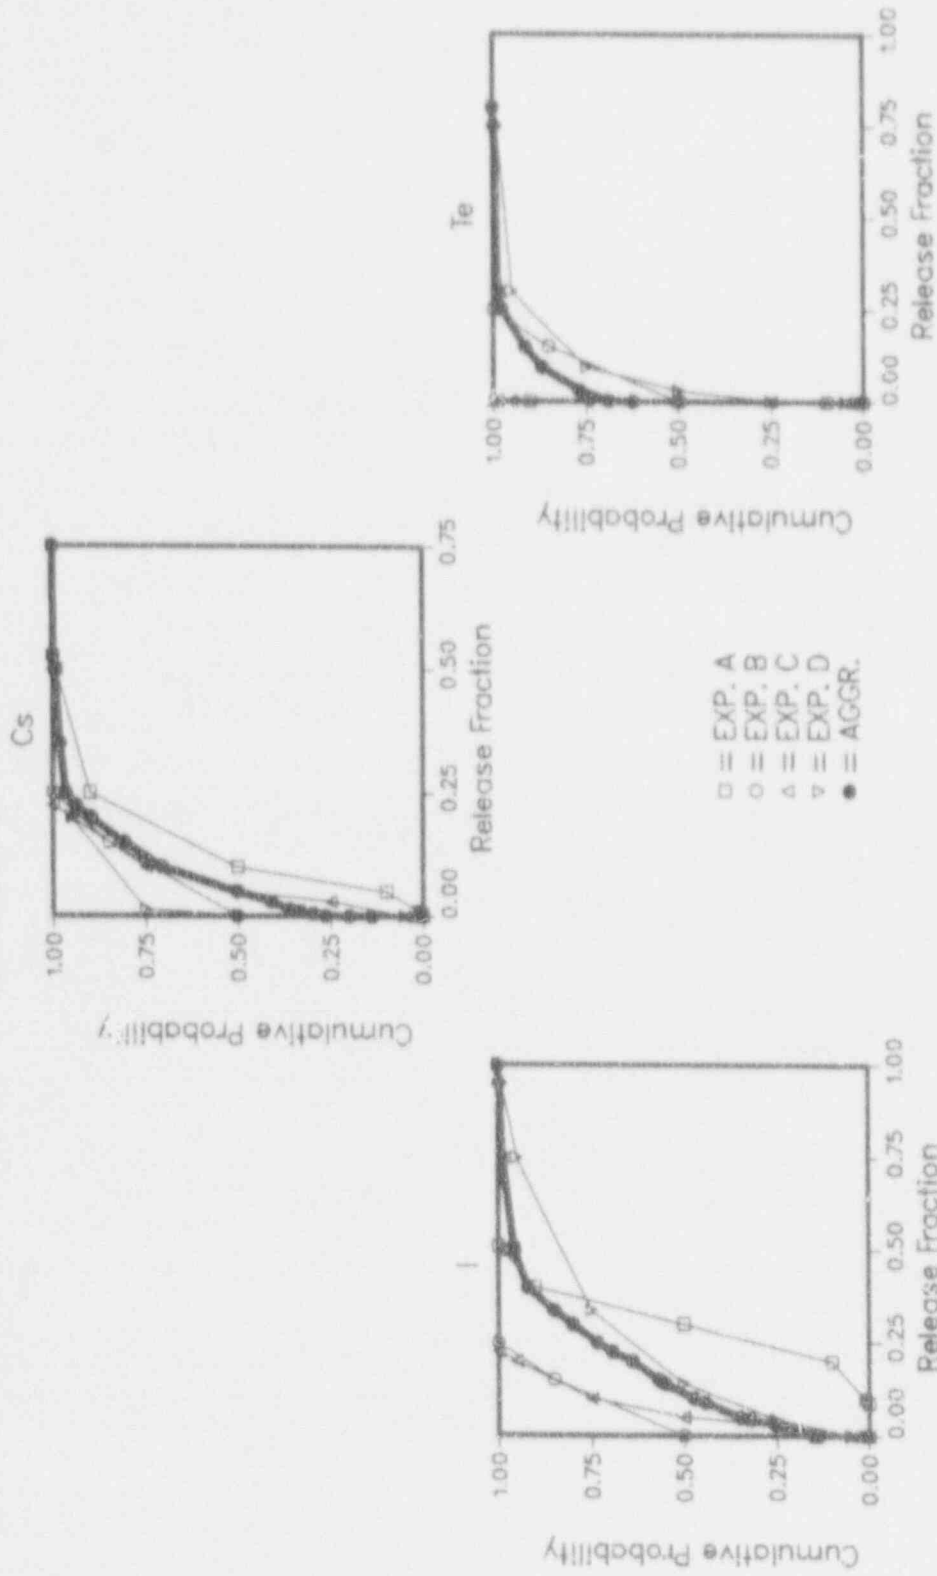 Cs
Cumulative Probability
1.00
0.75
0.50
0.25
0.00
0.00
0.25
0.50
0.75
Release Fraction
I
Cumulative Probability
1.00
0.75
0.50
0.25
0.00
0.00
0.25
0.50
0.75
1.00
Release Fraction
□ = EXP. A
○ = EXP. B
△ = EXP. C
▽ = EXP. D
● = AGGR.
Te
Cumulative Probability
1.00
0.75
0.50
0.25
0.00
0.00
0.25
0.50
0.75
1.00
Release Fraction